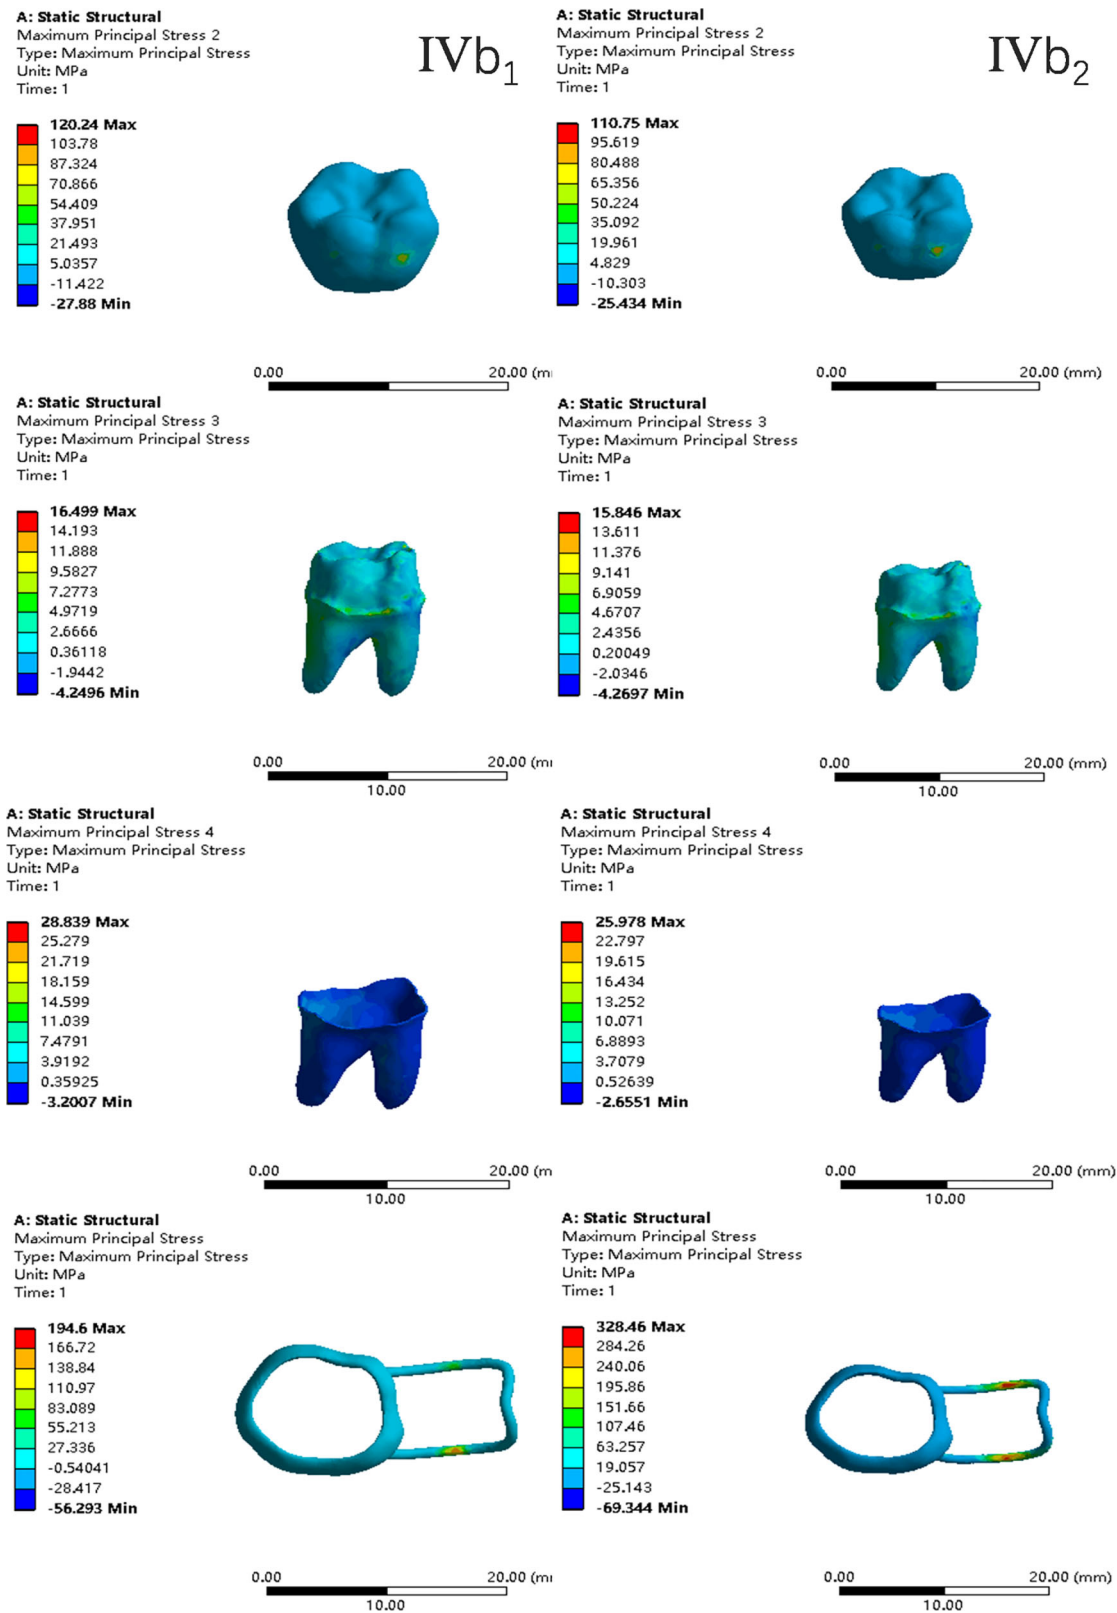 A: Static Structural
Maximum Principal Stress 2
Type: Maximum Principal Stress
Unit: MPa
Time: 1
IVb₁
120.24 Max
103.78
87.324
70.866
54.409
37.951
21.493
5.0357
-11.422
-27.88 Min
0.00 20.00 (m
A: Static Structural
Maximum Principal Stress 2
Type: Maximum Principal Stress
Unit: MPa
Time: 1
IVb₂
110.75 Max
95.619
80.488
65.356
50.224
35.092
19.961
4.829
-10.303
-25.434 Min
0.00 20.00 (mm)
A: Static Structural
Maximum Principal Stress 3
Type: Maximum Principal Stress
Unit: MPa
Time: 1
16.499 Max
14.193
11.888
9.5827
7.2773
4.9719
2.6666
0.36118
-1.9442
-4.2496 Min
0.00 20.00 (m
10.00
A: Static Structural
Maximum Principal Stress 3
Type: Maximum Principal Stress
Unit: MPa
Time: 1
15.846 Max
13.611
11.376
9.141
6.9059
4.6707
2.4356
0.20049
-2.0346
-4.2697 Min
0.00 20.00 (mm)
10.00
A: Static Structural
Maximum Principal Stress 4
Type: Maximum Principal Stress
Unit: MPa
Time: 1
28.839 Max
25.279
21.719
18.159
14.599
11.039
7.4791
3.9192
0.35925
-3.2007 Min
0.00 20.00 (m
10.00
A: Static Structural
Maximum Principal Stress 4
Type: Maximum Principal Stress
Unit: MPa
Time: 1
25.978 Max
22.797
19.615
16.434
13.252
10.071
6.8893
3.7079
0.52639
-2.6551 Min
0.00 20.00 (mm)
10.00
A: Static Structural
Maximum Principal Stress
Type: Maximum Principal Stress
Unit: MPa
Time: 1
194.6 Max
166.72
138.84
110.97
83.089
55.213
27.336
-0.54041
-28.417
-56.293 Min
0.00 20.00 (m
10.00
A: Static Structural
Maximum Principal Stress
Type: Maximum Principal Stress
Unit: MPa
Time: 1
328.46 Max
284.26
240.06
195.86
151.66
107.46
63.257
19.057
-25.143
-69.344 Min
0.00 20.00 (mm)
10.00